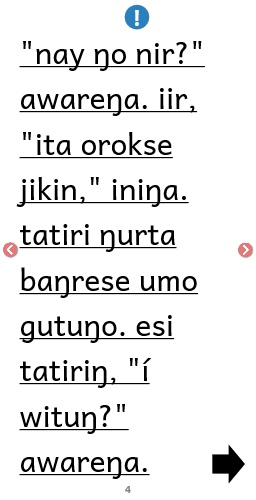 "nay ŋo nir?"
awareŋa. iir,
"ita orokse
jikin," iniŋa.
tatiri ŋurta
baŋrese umo
gutuŋo. esi
tatiriŋ, "í
wituŋ?"
awareŋa.
4